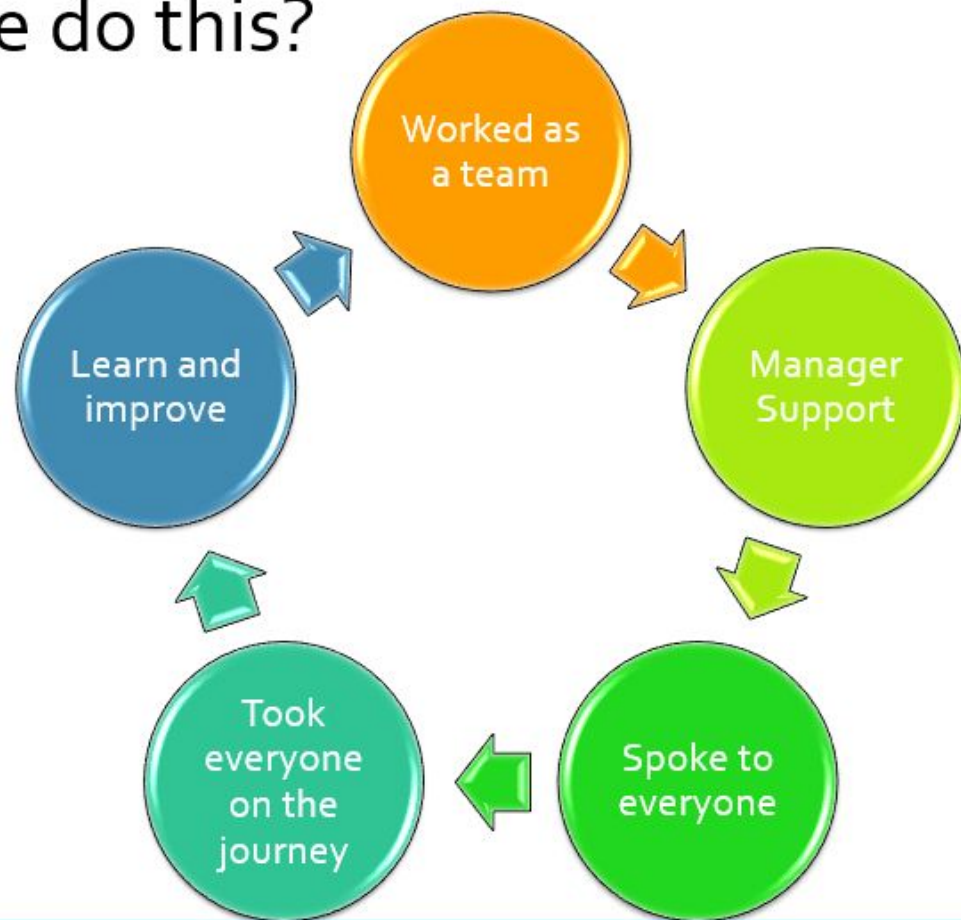 e do this?
Worked as
a team
Manager
Support
Spoke to
everyone
Took
everyone
on the
journey
Learn and
improve